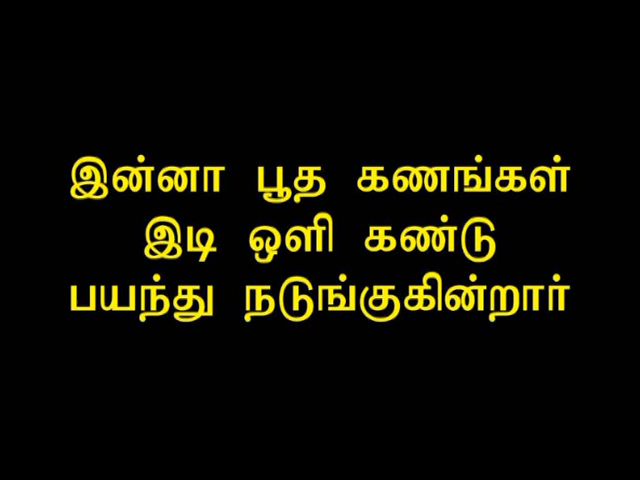 இன்னா பூத கணங்கள்
இடி ஒளி கண்டு
பயந்து நடுங்குகின்றார்